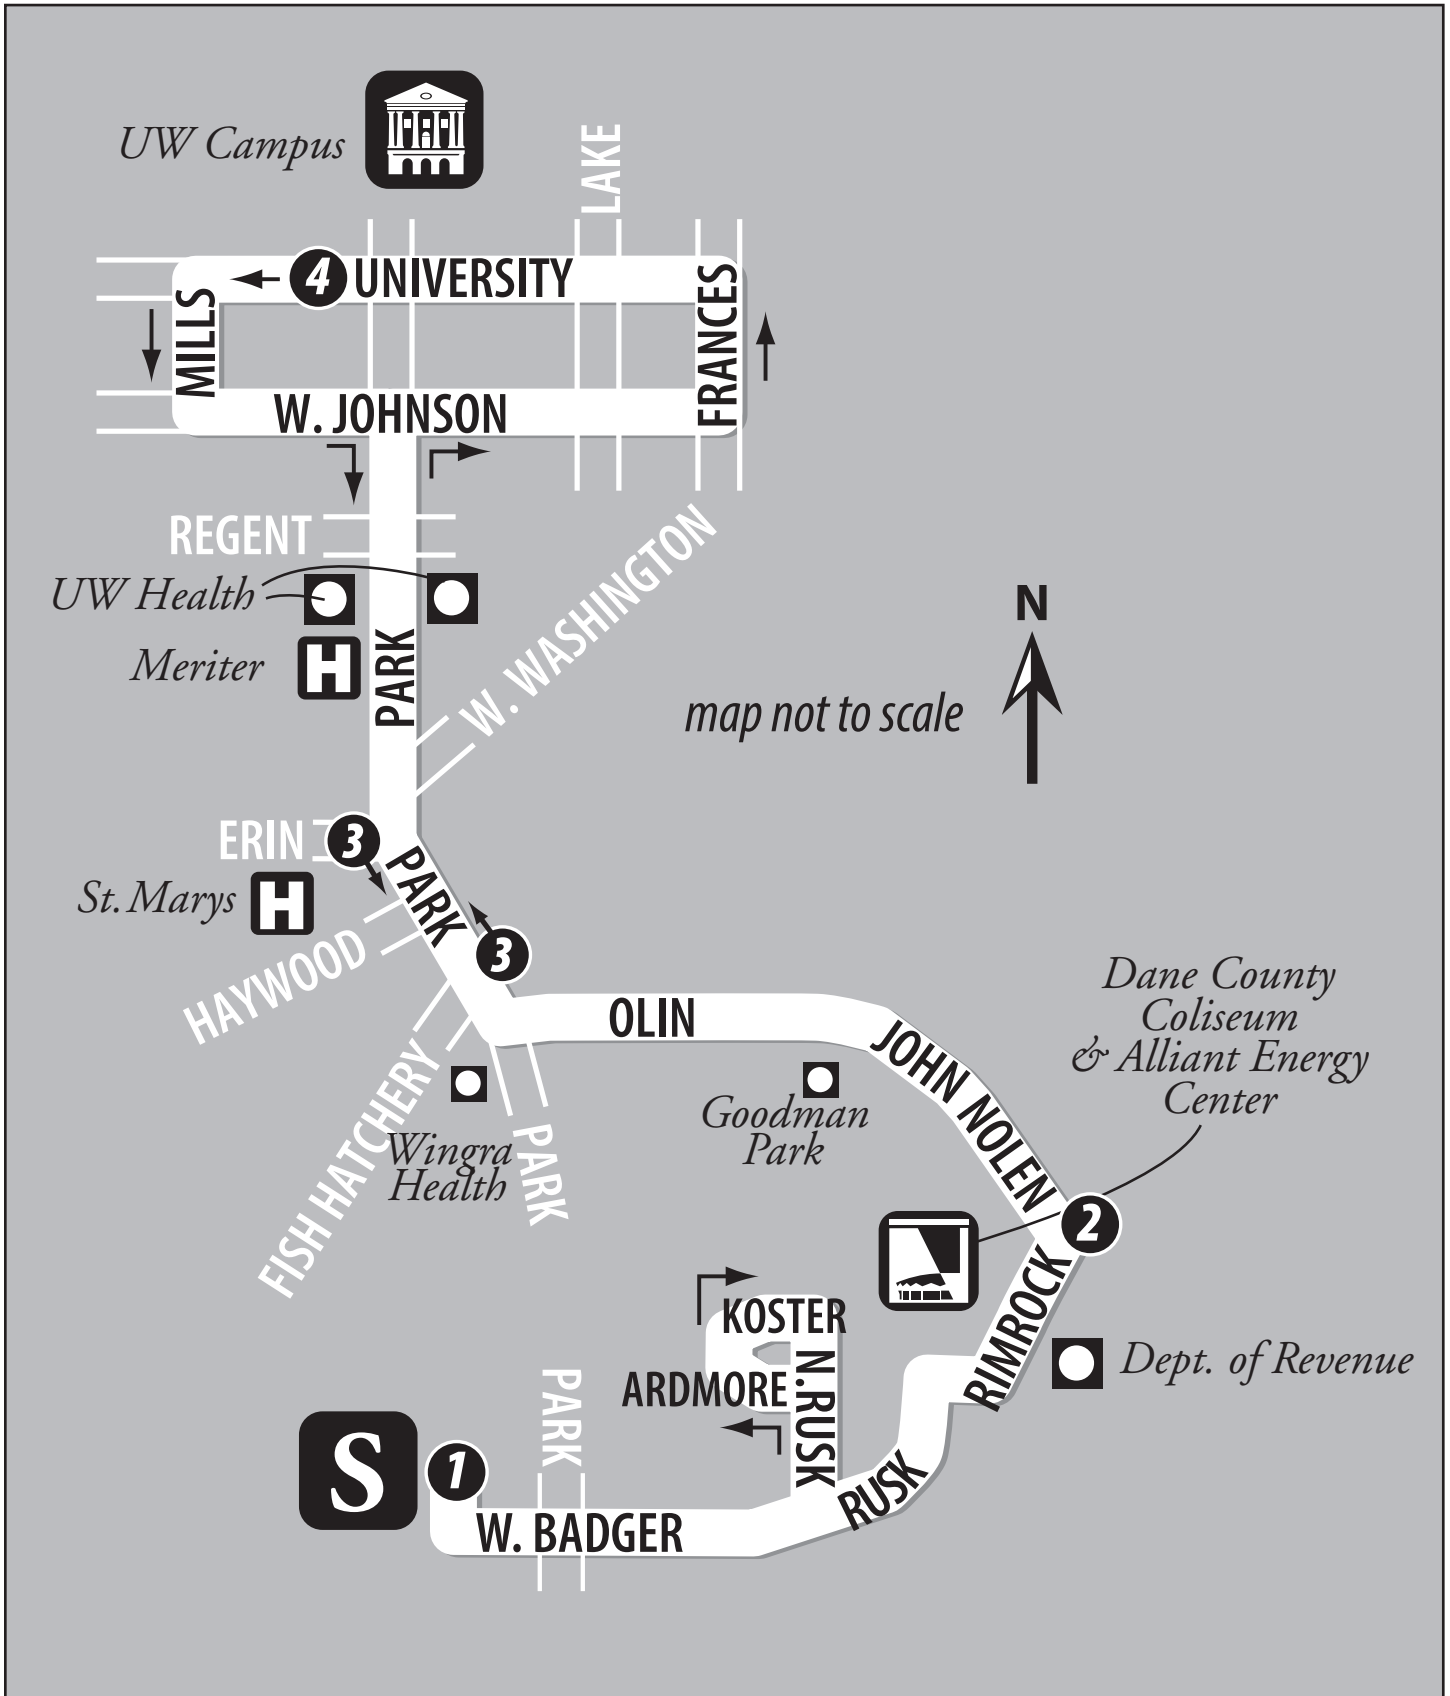 UW Campus
LAKE
4
UNIVERSITY
MILLS
FRANCES
W. JOHNSON
REGENT
UW Health
H
Meriter
PARK
W. WASHINGTON
N
map not to scale
ERIN
3
PARK
St. Marys
H
HAYWOOD
3
OLIN
JOHN NOLEN
Dane County
Coliseum
& Alliant Energy
Center
FISH HATCHERY
Wingra
Health
PARK
Goodman
Park
2
RIMROCK
Dept. of Revenue
KOSTER
ARDMORE
N. RUSK
PARK
S
1
W. BADGER
RUSK